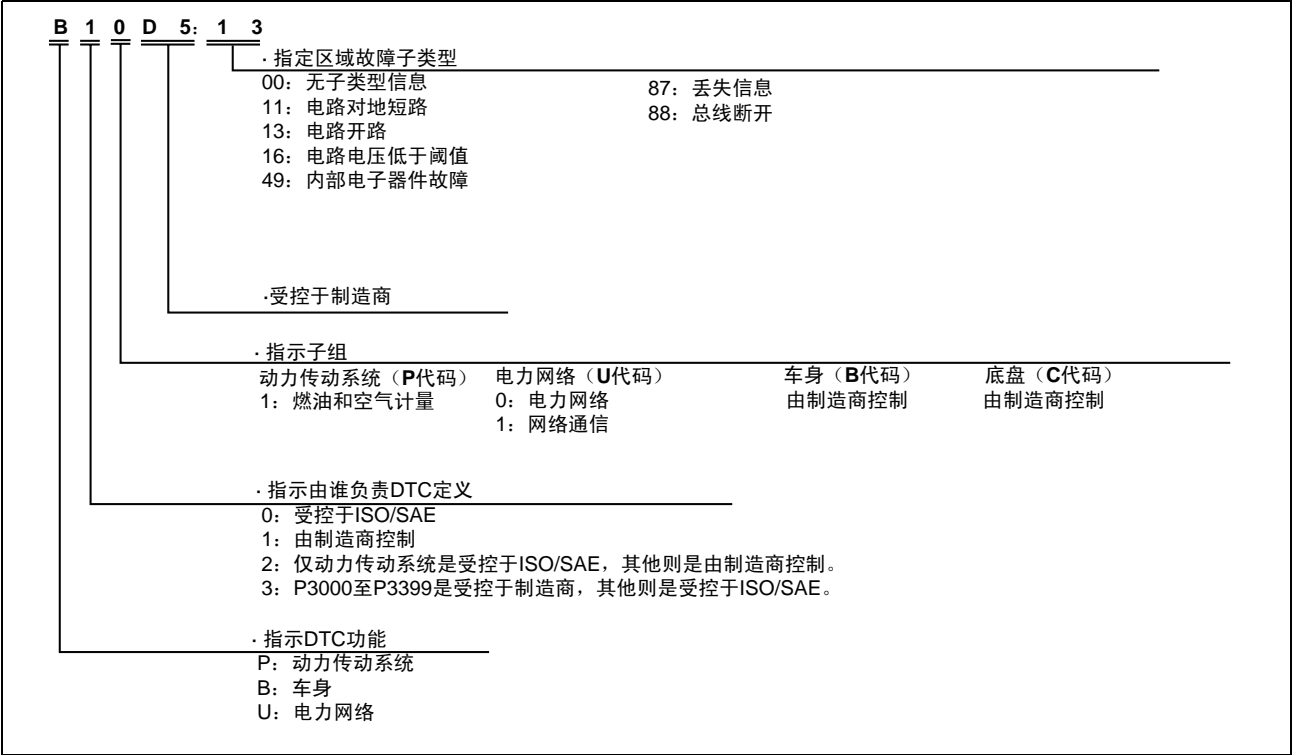 B 1 0 D 5: 1 3
· 指定区域故障子类型
00：无子类型信息
11：电路对地短路
13：电路开路
16：电路电压低于阈值
49：内部电子器件故障
87：丢失信息
88：总线断开
·受控于制造商
· 指示子组
动力传动系统（P代码） 电力网络（U代码） 车身（B代码） 底盘（C代码）
1：燃油和空气计量 0：电力网络 由制造商控制 由制造商控制
1：网络通信
· 指示由谁负责DTC定义
0：受控于ISO/SAE
1：由制造商控制
2：仅动力传动系统是受控于ISO/SAE，其他则是由制造商控制。
3：P3000至P3399是受控于制造商，其他则是受控于ISO/SAE。
· 指示DTC功能
P：动力传动系统
B：车身
U：电力网络